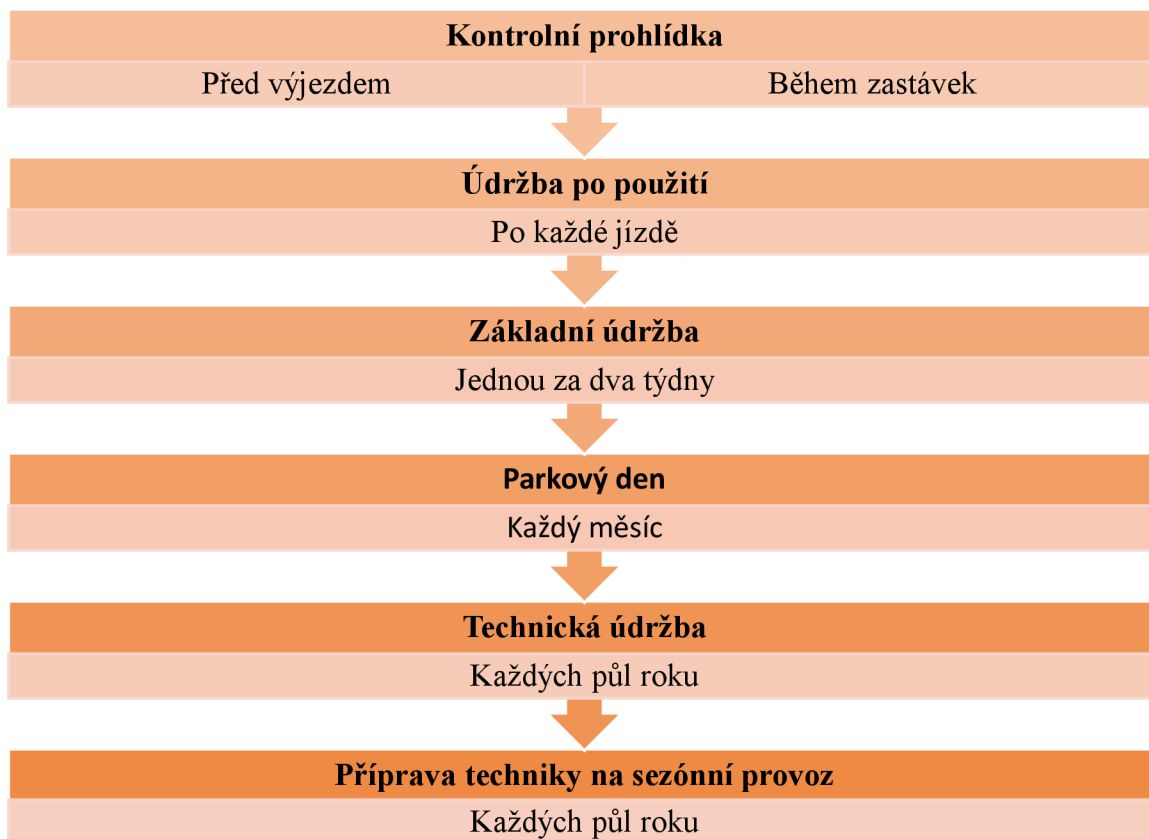 Kontrolní prohlídka
Před výjezdem
Během zastávek
Údržba po použití
Po každé jízdě
Základní údržba
Jednou za dva týdny
Parkový den
Každý měsíc
Technická údržba
Každých půl roku
Příprava techniky na sezónní provoz
Každých půl roku